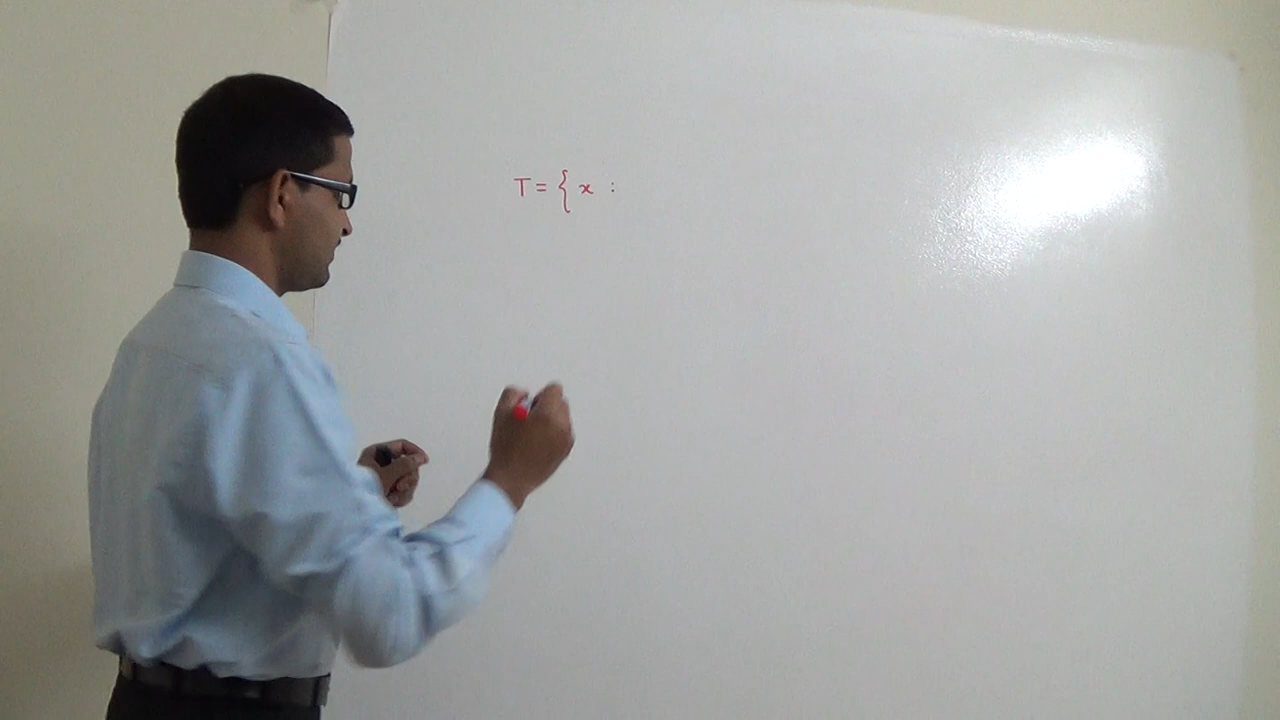 T = { x :